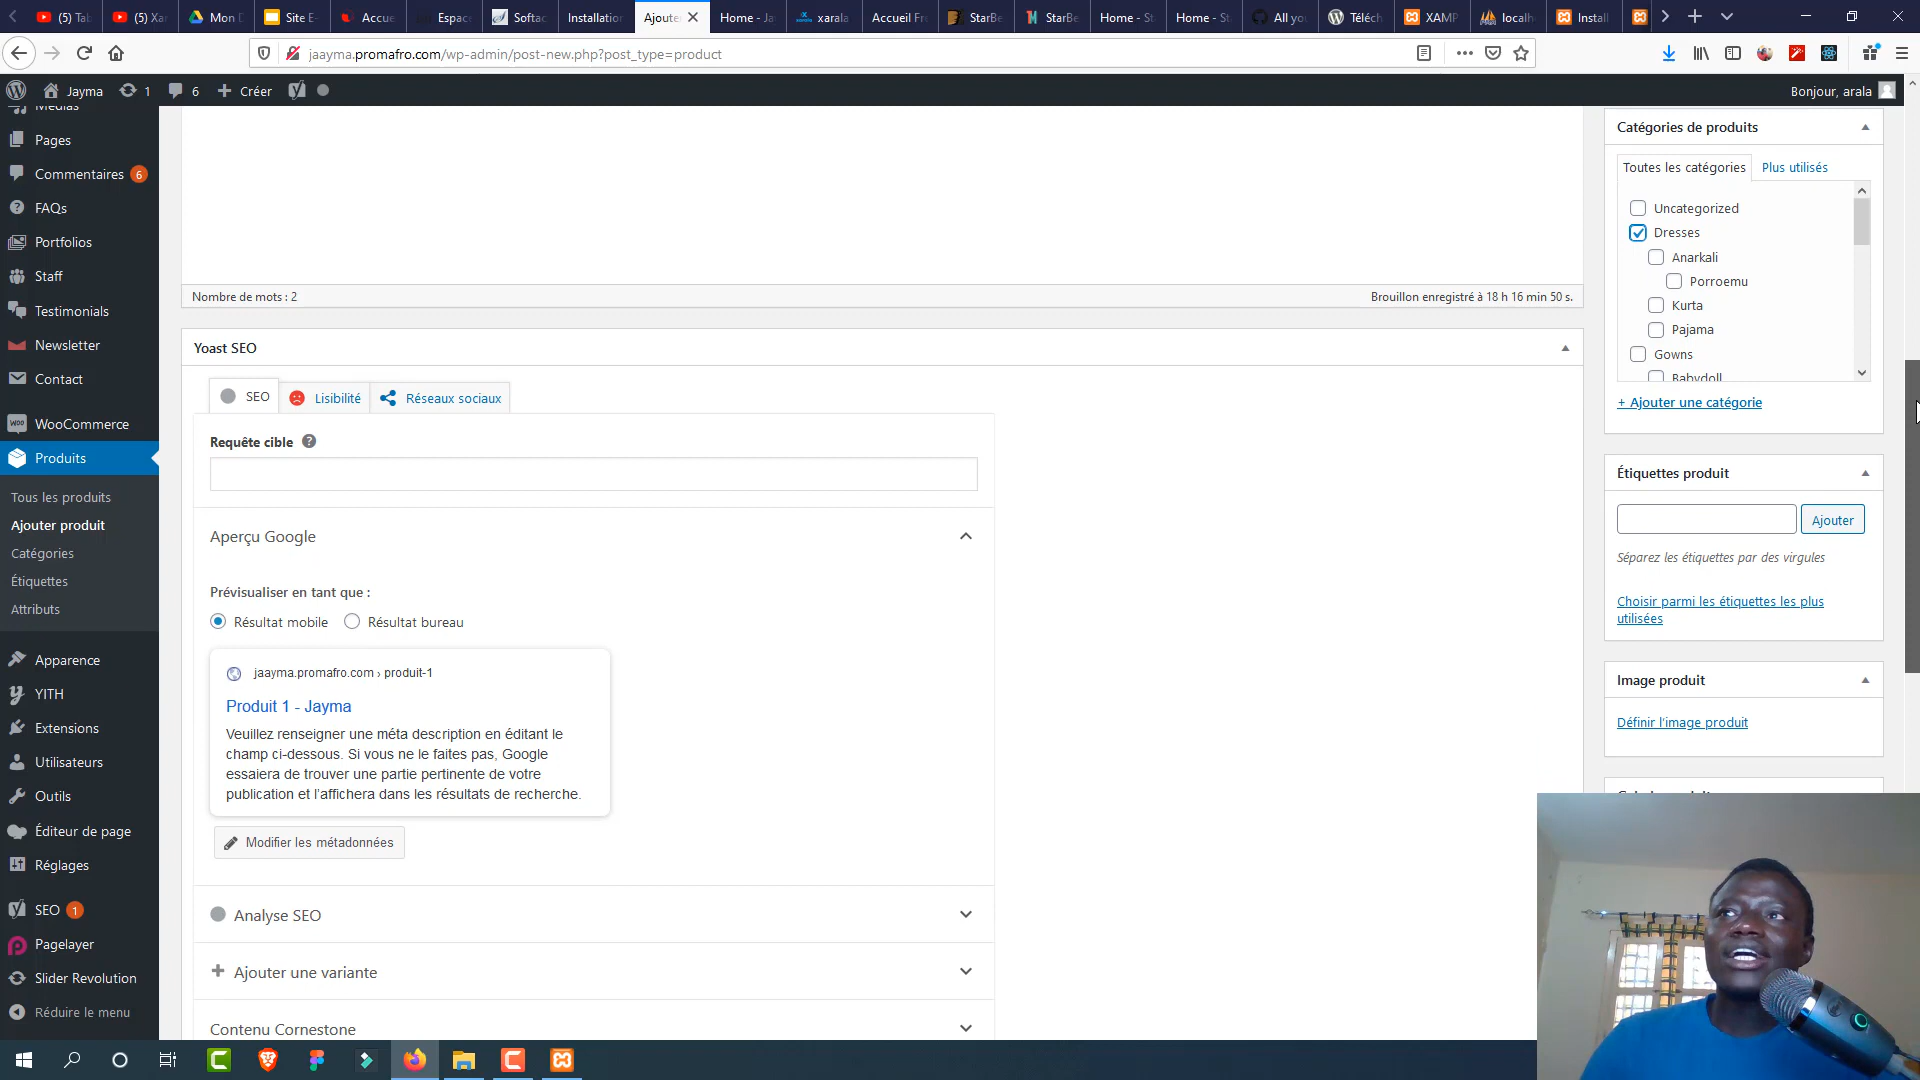 (5) Tab
(5) Xar
Mon D
Site E-
Accue
Espace
Softac
Installation
Ajouter
Home - Ja
xarala
Accueil Fr
StarBe
StarBe
Home - St
Home - St
All yo
Téléch
XAMP
localh
Install
jaayma.promafro.com/wp-admin/post-new.php?post_type=product
Jayma
1
6
Créer
Bonjour, arala
Médias
Pages
Commentaires 6
FAQs
Portfolios
Staff
Testimonials
Newsletter
Contact
WooCommerce
Produits
Tous les produits
Ajouter produit
Catégories
Étiquettes
Attributs
Apparence
YITH
Extensions
Utilisateurs
Outils
Éditeur de page
Réglages
SEO 1
Pagelayer
Slider Revolution
Réduire le menu
Nombre de mots : 2
Brouillon enregistré à 18 h 16 min 50 s.
Yoast SEO
SEO
Lisibilité
Réseaux sociaux
Requête cible
Aperçu Google
Prévisualiser en tant que :
Résultat mobile
Résultat bureau
jaayma.promafro.com › produit-1
Produit 1 - Jayma
Veuillez renseigner une méta description en éditant le
champ ci-dessous. Si vous ne le faites pas, Google
essaiera de trouver une partie pertinente de votre
publication et l'affichera dans les résultats de recherche.
Modifier les métadonnées
Analyse SEO
Ajouter une variante
Contenu Cornestone
Catégories de produits
Toutes les catégories
Plus utilisés
Uncategorized
Dresses
Anarkali
Porroemu
Kurta
Pajama
Gowns
Babydoll
+ Ajouter une catégorie
Étiquettes produit
Ajouter
Séparez les étiquettes par des virgules
Choisir parmi les étiquettes les plus
utilisées
Image produit
Définir l'image produit